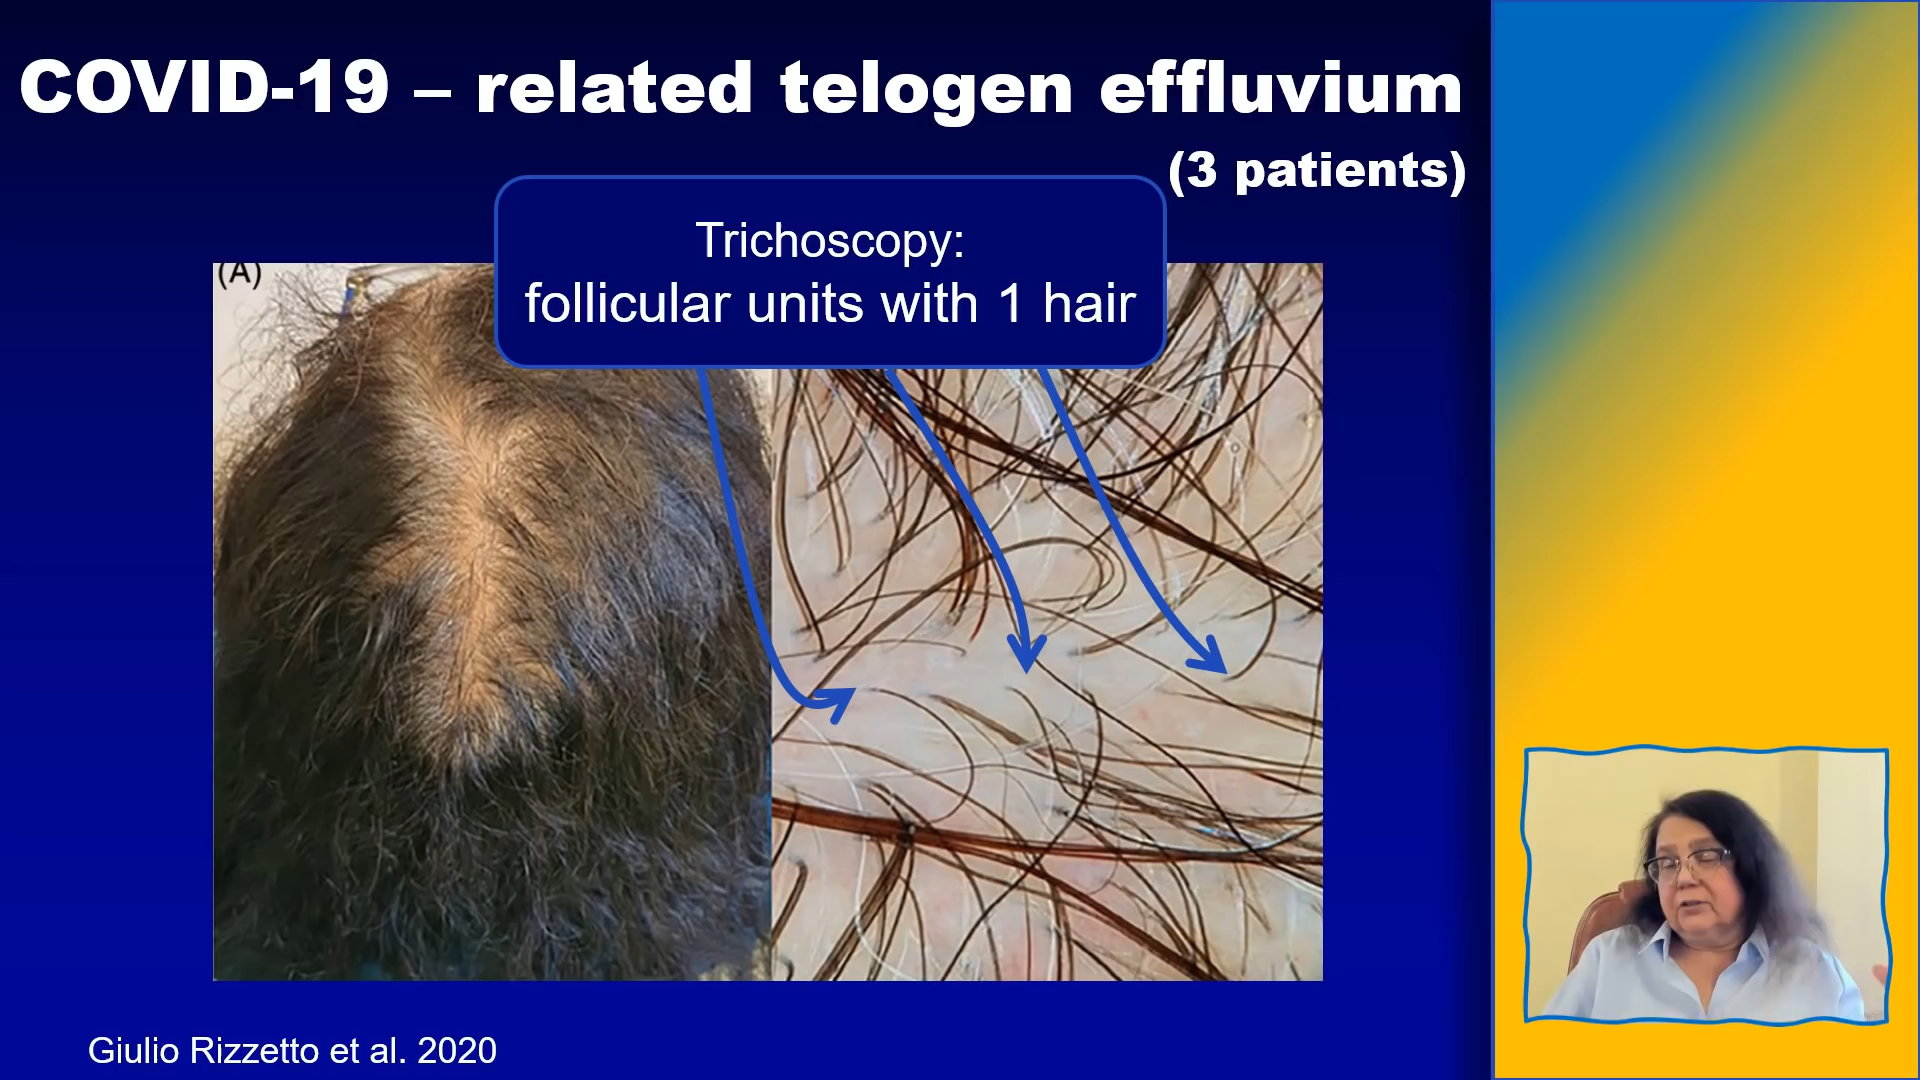 COVID-19 – related telogen effluvium
(3 patients)
Trichoscopy:
follicular units with 1 hair
(A)
Giulio Rizzetto et al. 2020